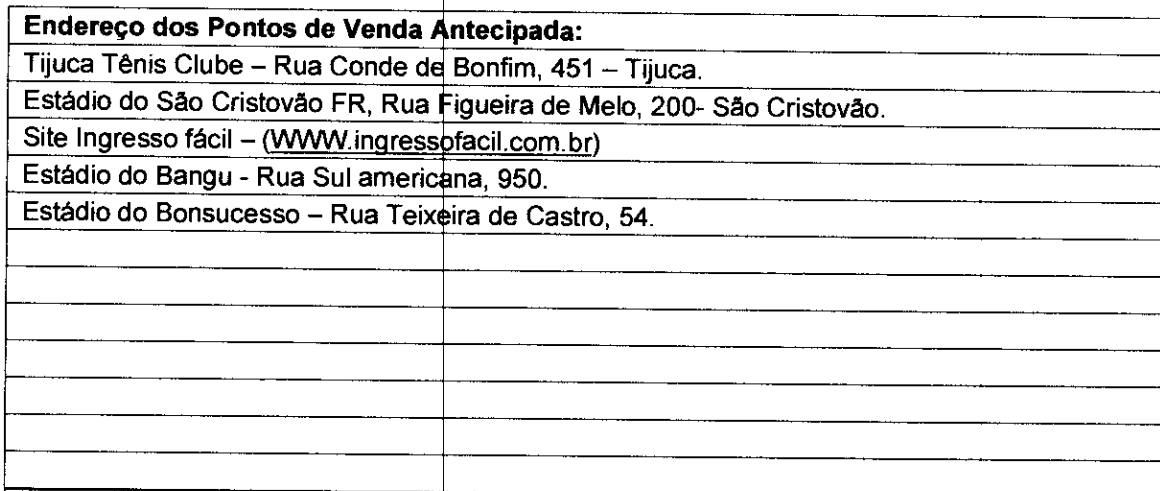 Endereço dos Pontos de Venda Antecipada:
Tijuca Tênis Clube – Rua Conde de Bonfim, 451 – Tijuca.
Estádio do São Cristovão FR, Rua Figueira de Melo, 200- São Cristovão.
Site Ingresso fácil – (WWW.ingressofacil.com.br)
Estádio do Bangu - Rua Sul americana, 950.
Estádio do Bonsucesso – Rua Teixeira de Castro, 54.